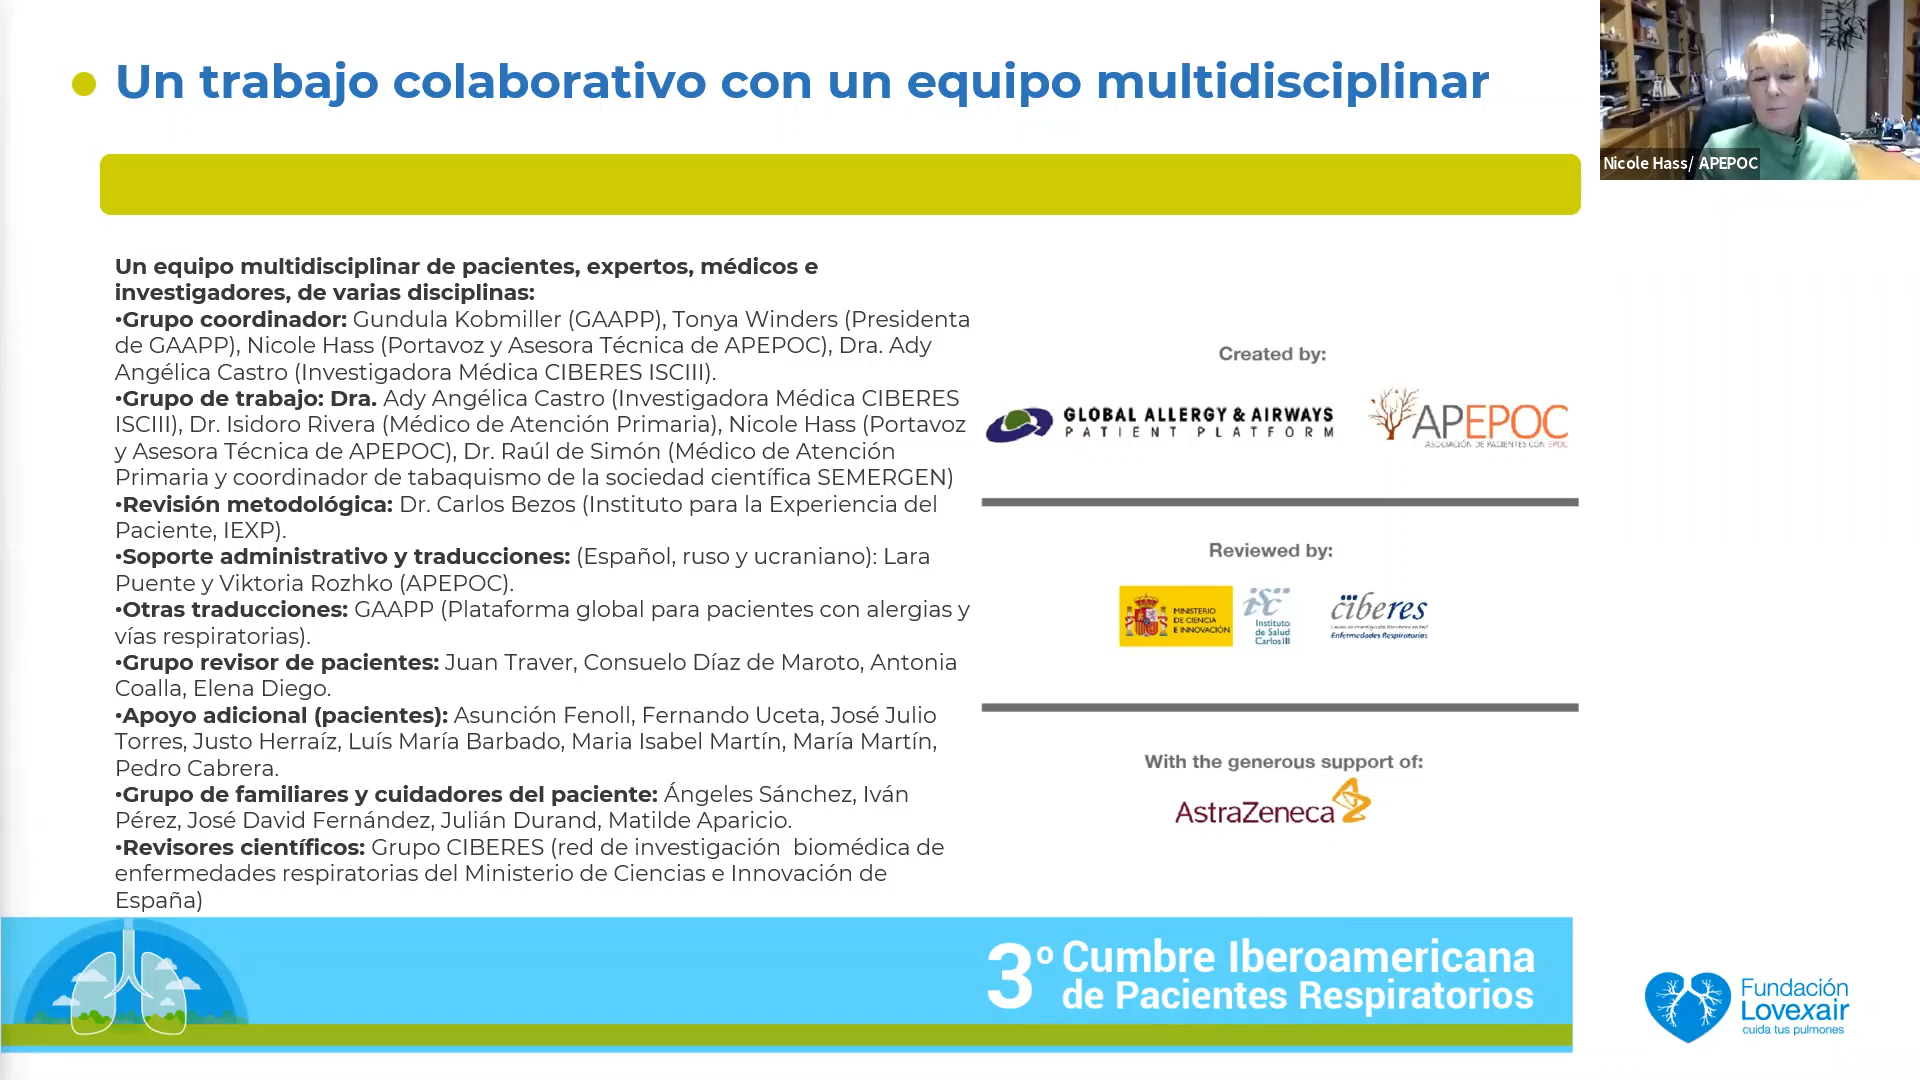 Un trabajo colaborativo con un equipo multidisciplinar
Nicole Hass/ APEPOC
Un equipo multidisciplinar de pacientes, expertos, médicos e
investigadores, de varias disciplinas:
•Grupo coordinador: Gundula Kobmiller (GAAPP), Tonya Winders (Presidenta
de GAAPP), Nicole Hass (Portavoz y Asesora Técnica de APEPOC), Dra. Ady
Angélica Castro (Investigadora Médica CIBERES ISCIII).
•Grupo de trabajo: Dra. Ady Angélica Castro (Investigadora Médica CIBERES
ISCIII), Dr. Isidoro Rivera (Médico de Atención Primaria), Nicole Hass (Portavoz
y Asesora Técnica de APEPOC), Dr. Raúl de Simón (Médico de Atención
Primaria y coordinador de tabaquismo de la sociedad científica SEMERGEN)
•Revisión metodológica: Dr. Carlos Bezos (Instituto para la Experiencia del
Paciente, IEXP).
•Soporte administrativo y traducciones: (Español, ruso y ucraniano): Lara
Puente y Viktoria Rozhko (APEPOC).
•Otras traducciones: GAAPP (Plataforma global para pacientes con alergias y
vías respiratorias).
•Grupo revisor de pacientes: Juan Traver, Consuelo Díaz de Maroto, Antonia
Coalla, Elena Diego.
•Apoyo adicional (pacientes): Asunción Fenoll, Fernando Uceta, José Julio
Torres, Justo Herraíz, Luís María Barbado, Maria Isabel Martín, María Martín,
Pedro Cabrera.
•Grupo de familiares y cuidadores del paciente: Ángeles Sánchez, Iván
Pérez, José David Fernández, Julián Durand, Matilde Aparicio.
•Revisores científicos: Grupo CIBERES (red de investigación biomédica de
enfermedades respiratorias del Ministerio de Ciencias e Innovación de
España)
Created by:
GLOBAL ALLERGY & AIRWAYS
PATIENT PLATFORM
APEPOC
ASOCIACIÓN DE PACIENTES CON EPOC
Reviewed by:
MINISTERIO
DE CIENCIA
E INNOVACIÓN
isc
Instituto
de Salud
Carlos III
ciberes
Enfermedades Respiratorias
With the generous support of:
AstraZeneca
3º Cumbre Iberoamericana
de Pacientes Respiratorios
Fundación
Lovexair
cuida tus pulmones